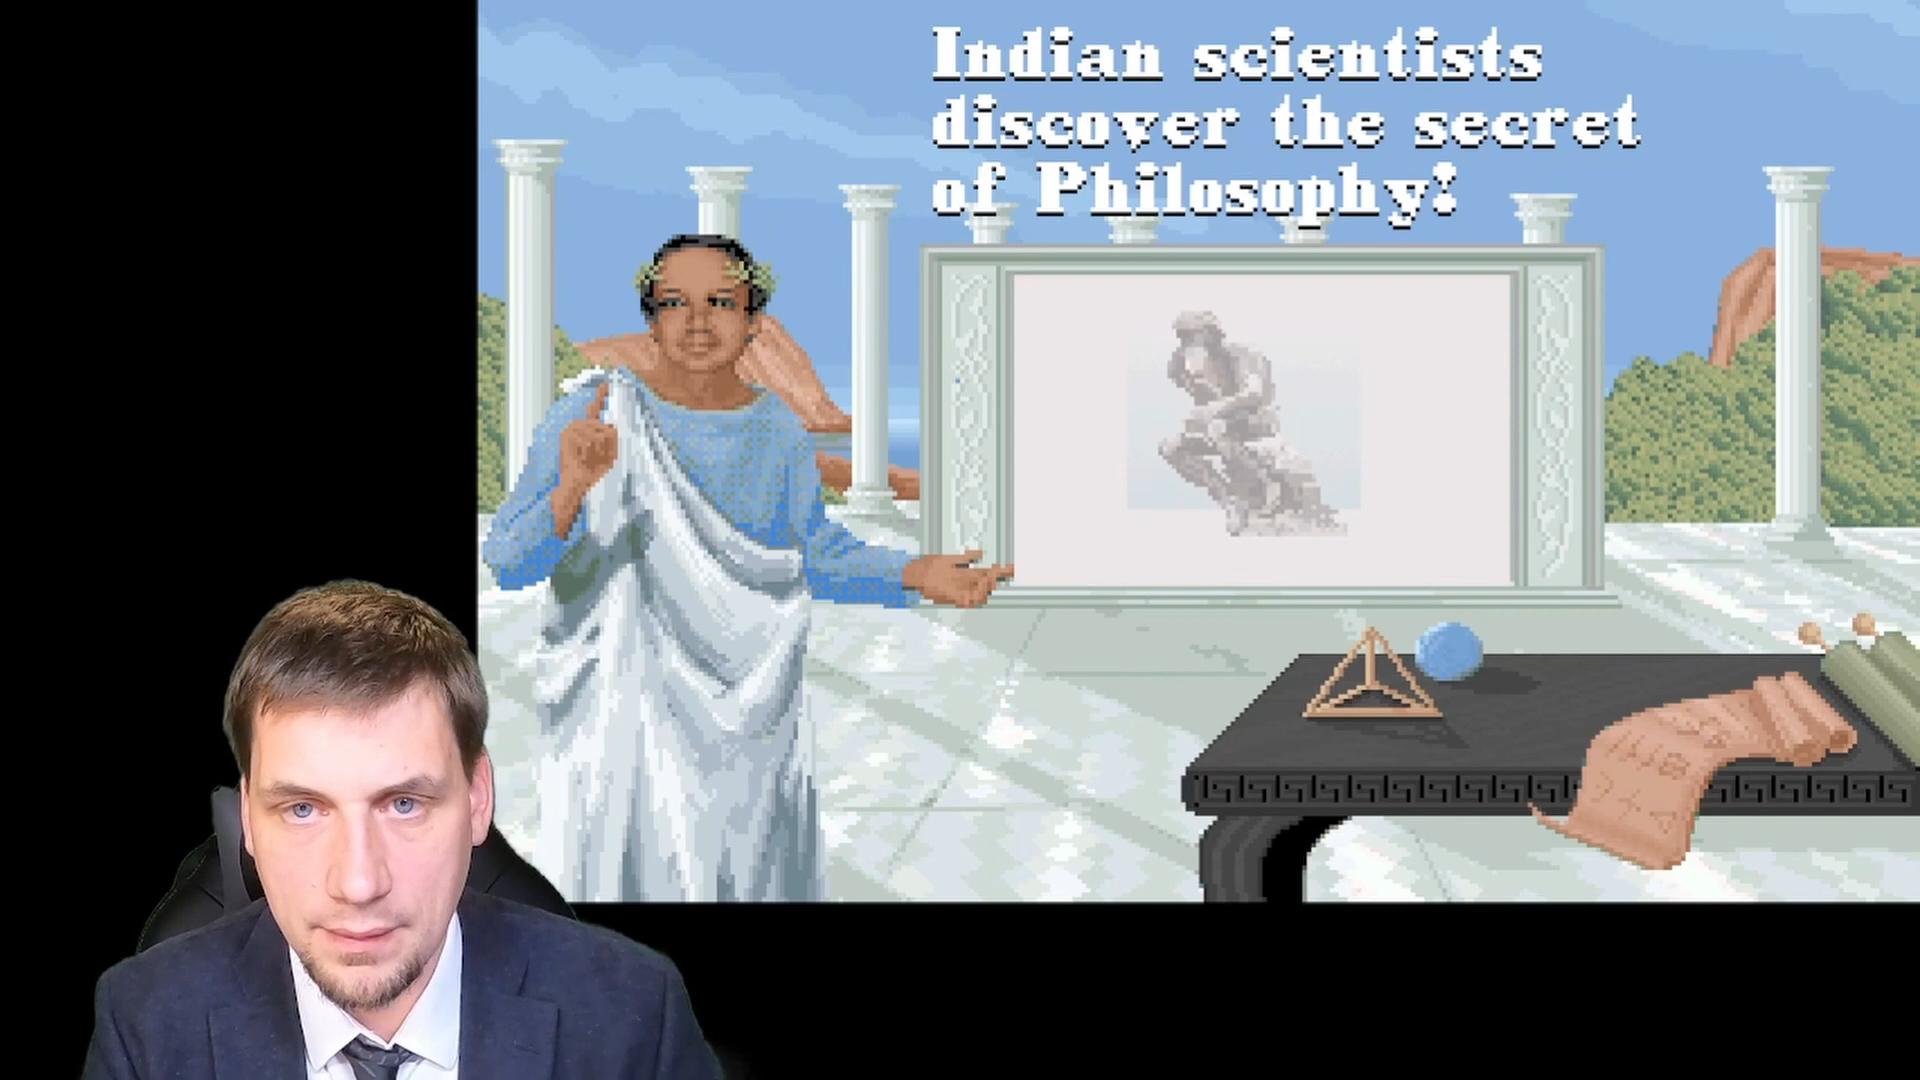 Indian scientists
discover the secret
of Philosophy!